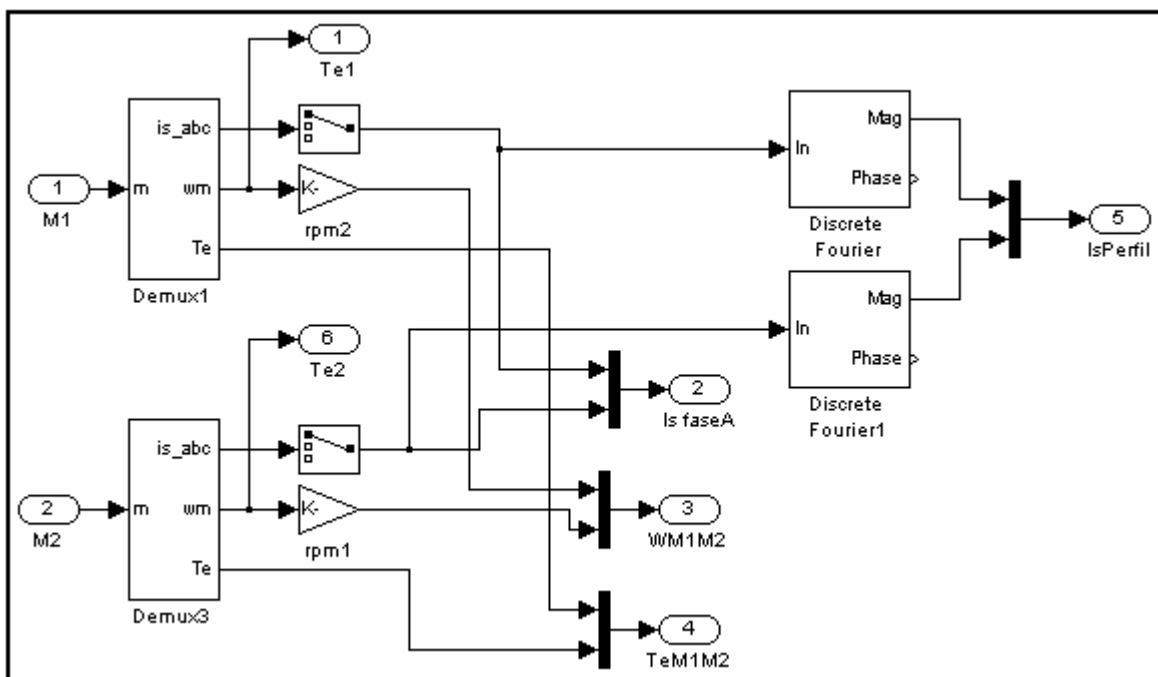 1
Te1
is_abc
m
wm
Te
1
M1
Demux1
K-
rpm2
In
Mag
Phase
Discrete
Fourier
5
IsPerfil
In
Mag
Phase
Discrete
Fourier1
6
Te2
2
Is faseA
is_abc
m
wm
Te
2
M2
Demux3
K-
rpm1
3
WM1M2
4
TeM1M2